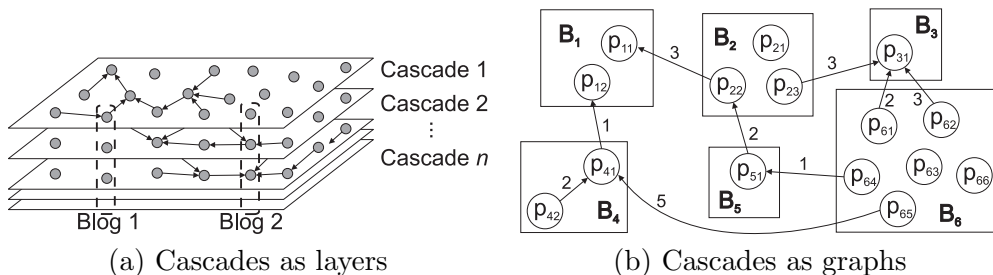 Cascade 1
Cascade 2
⋮
Cascade n
Blog 1
Blog 2
(a) Cascades as layers
B1
p11
p12
B2
p21
p22
p23
B3
p31
3
3
2
3
p61
p62
1
2
B4
p41
p42
2
B5
p51
1
5
B6
p63
p64
p65
p66
(b) Cascades as graphs